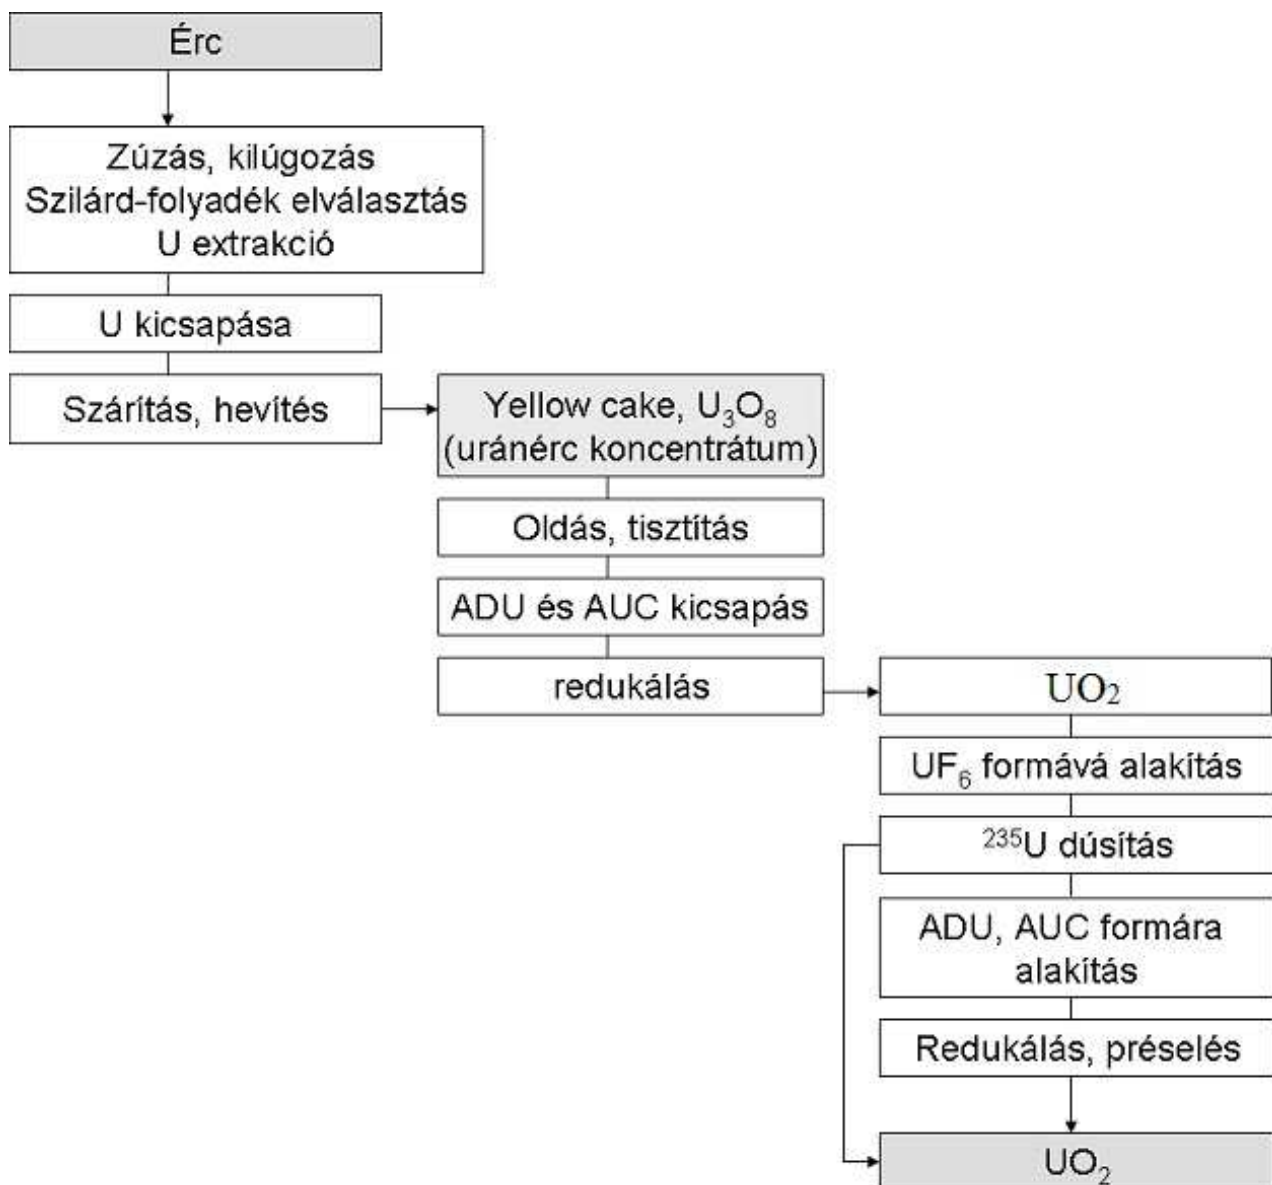 Érc
Zúzás, kilúgozás
Szilárd-folyadék elválasztás
U extrakció
U kicsapása
Szárítás, hevítés
Yellow cake, U₃O₈
(uránérc koncentrátum)
Oldás, tisztítás
ADU és AUC kicsapás
redukálás
UO₂
UF₆ formává alakítás
²³⁵U dúsítás
ADU, AUC formára
alakítás
Redukálás, préselés
UO₂